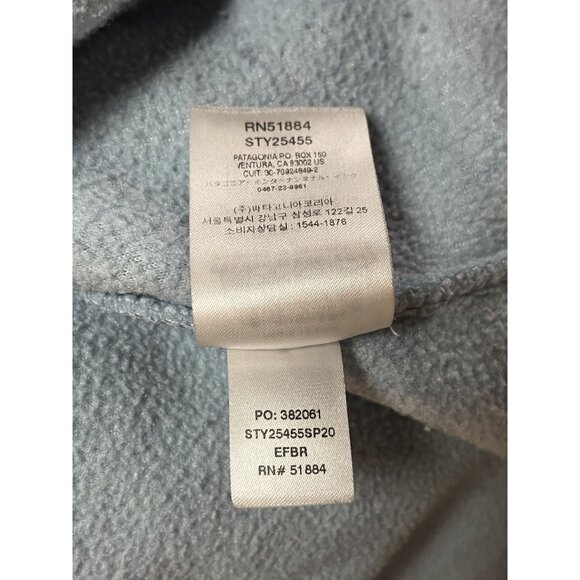 RN51884
STY25455
PATAGONIA P.O. BOX 150
VENTURA, CA 93002 US
CUIT: 30-70924849-2
パタゴニア・インターナショナル・インク
0467-23-8961
(주)파타고니아코리아
서울특별시 강남구 삼성로 122길 25
소비자상담실 : 1544-1876
PO: 382061
STY25455SP20
EFBR
RN# 51884